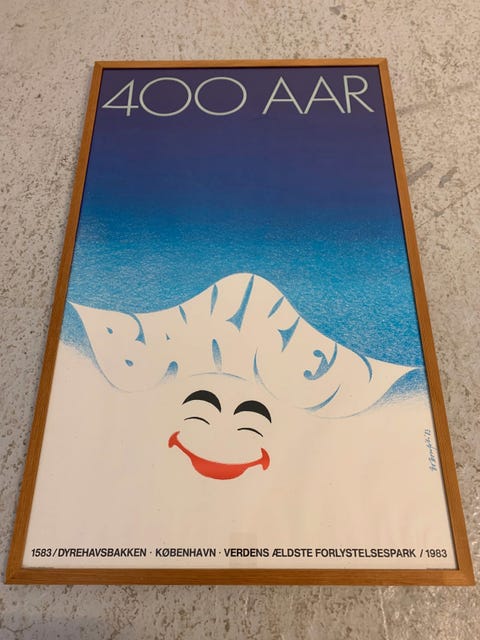 400 AAR
BAKKEN
1583 / DYREHAVSBAKKEN · KØBENHAVN · VERDENS ÆLDSTE FORLYSTELSESPARK / 1983